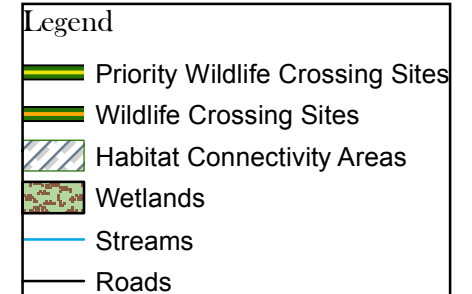 Legend
Priority Wildlife Crossing Sites
Wildlife Crossing Sites
Habitat Connectivity Areas
Wetlands
Streams
Roads